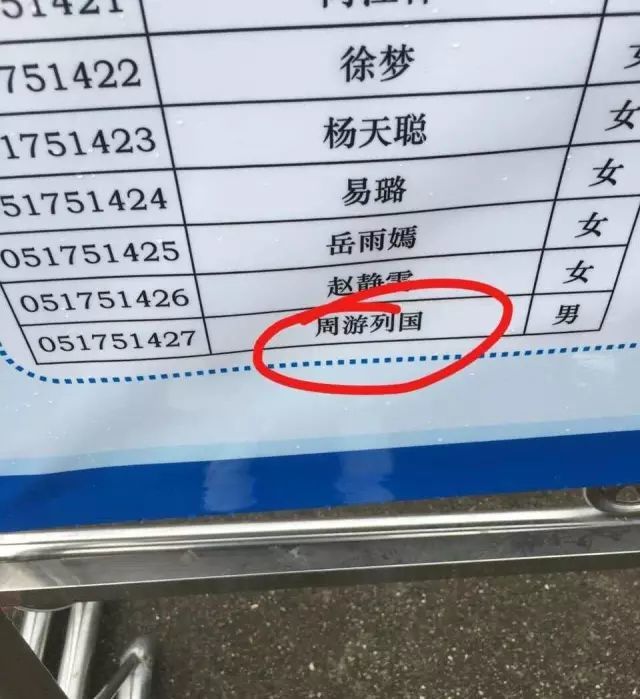 51421
751422 徐梦
1751423 杨天聪 女
51751424 易璐 女
051751425 岳雨嫣 女
051751426 赵静雯 女
051751427 周游列国 男